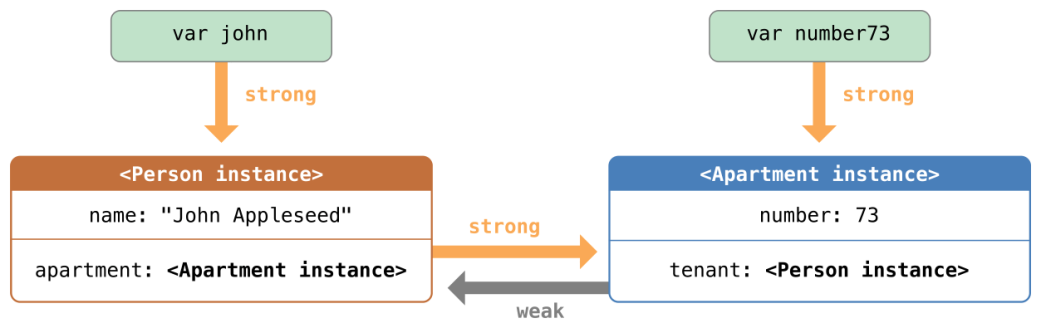 var john
var number73
strong
strong
<Person instance>
<Apartment instance>
name: "John Appleseed"
number: 73
strong
apartment: <Apartment instance>
tenant: <Person instance>
weak